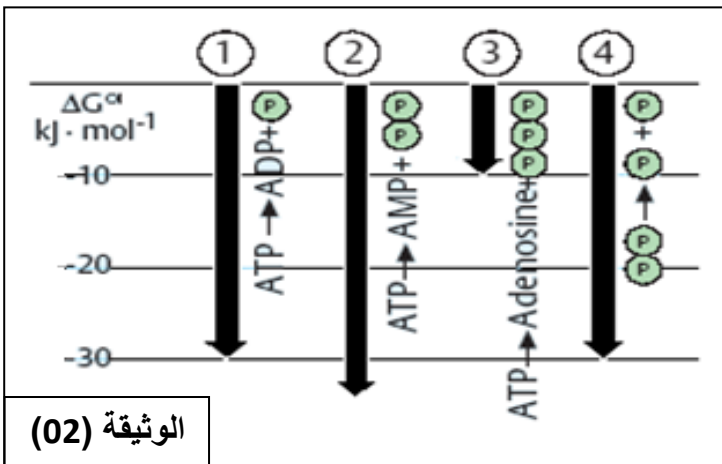 1 2 3 4
ΔG°'
kJ · mol-1
-10
-20
-30
ATP → ADP+ P
ATP → AMP+ P P
ATP → Adenosine+ P P P
P P → P + P
الوثيقة (02)